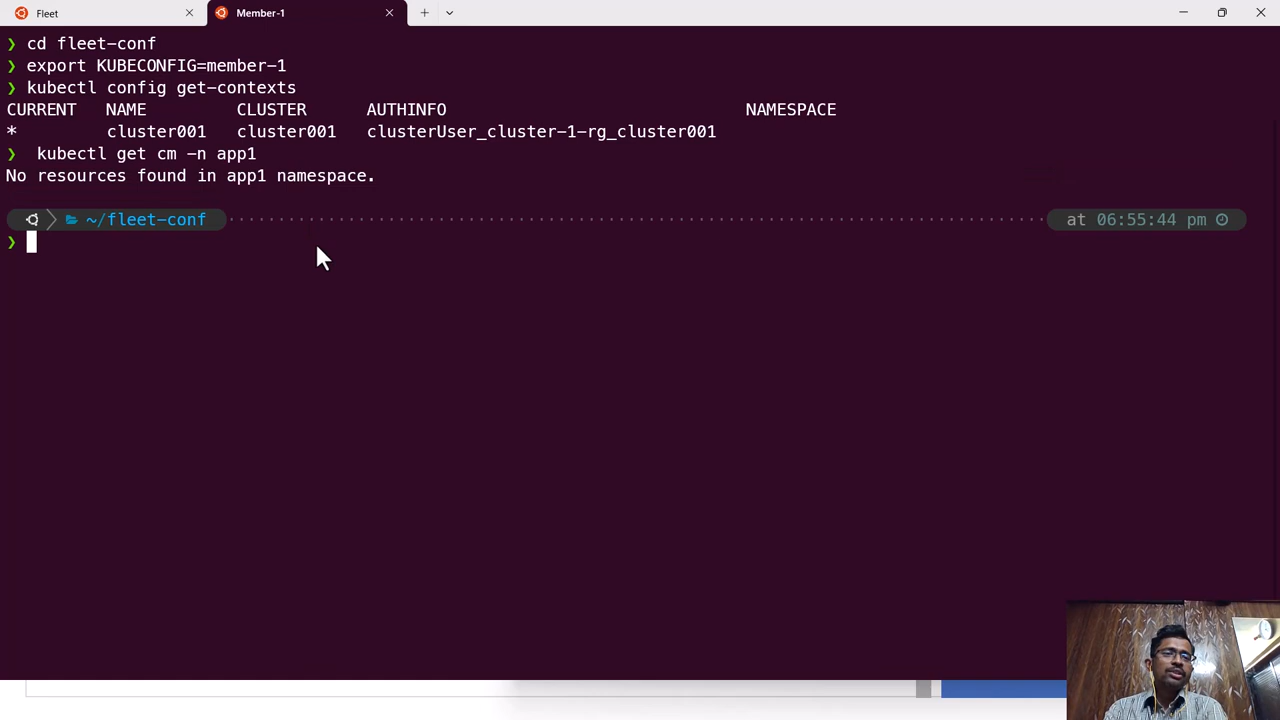 Fleet
Member-1
❯ cd fleet-conf
❯ export KUBECONFIG=member-1
❯ kubectl config get-contexts
CURRENT NAME CLUSTER AUTHINFO NAMESPACE
* cluster001 cluster001 clusterUser_cluster-1-rg_cluster001
❯ kubectl get cm -n app1
No resources found in app1 namespace.
~/fleet-conf at 06:55:44 pm
❯